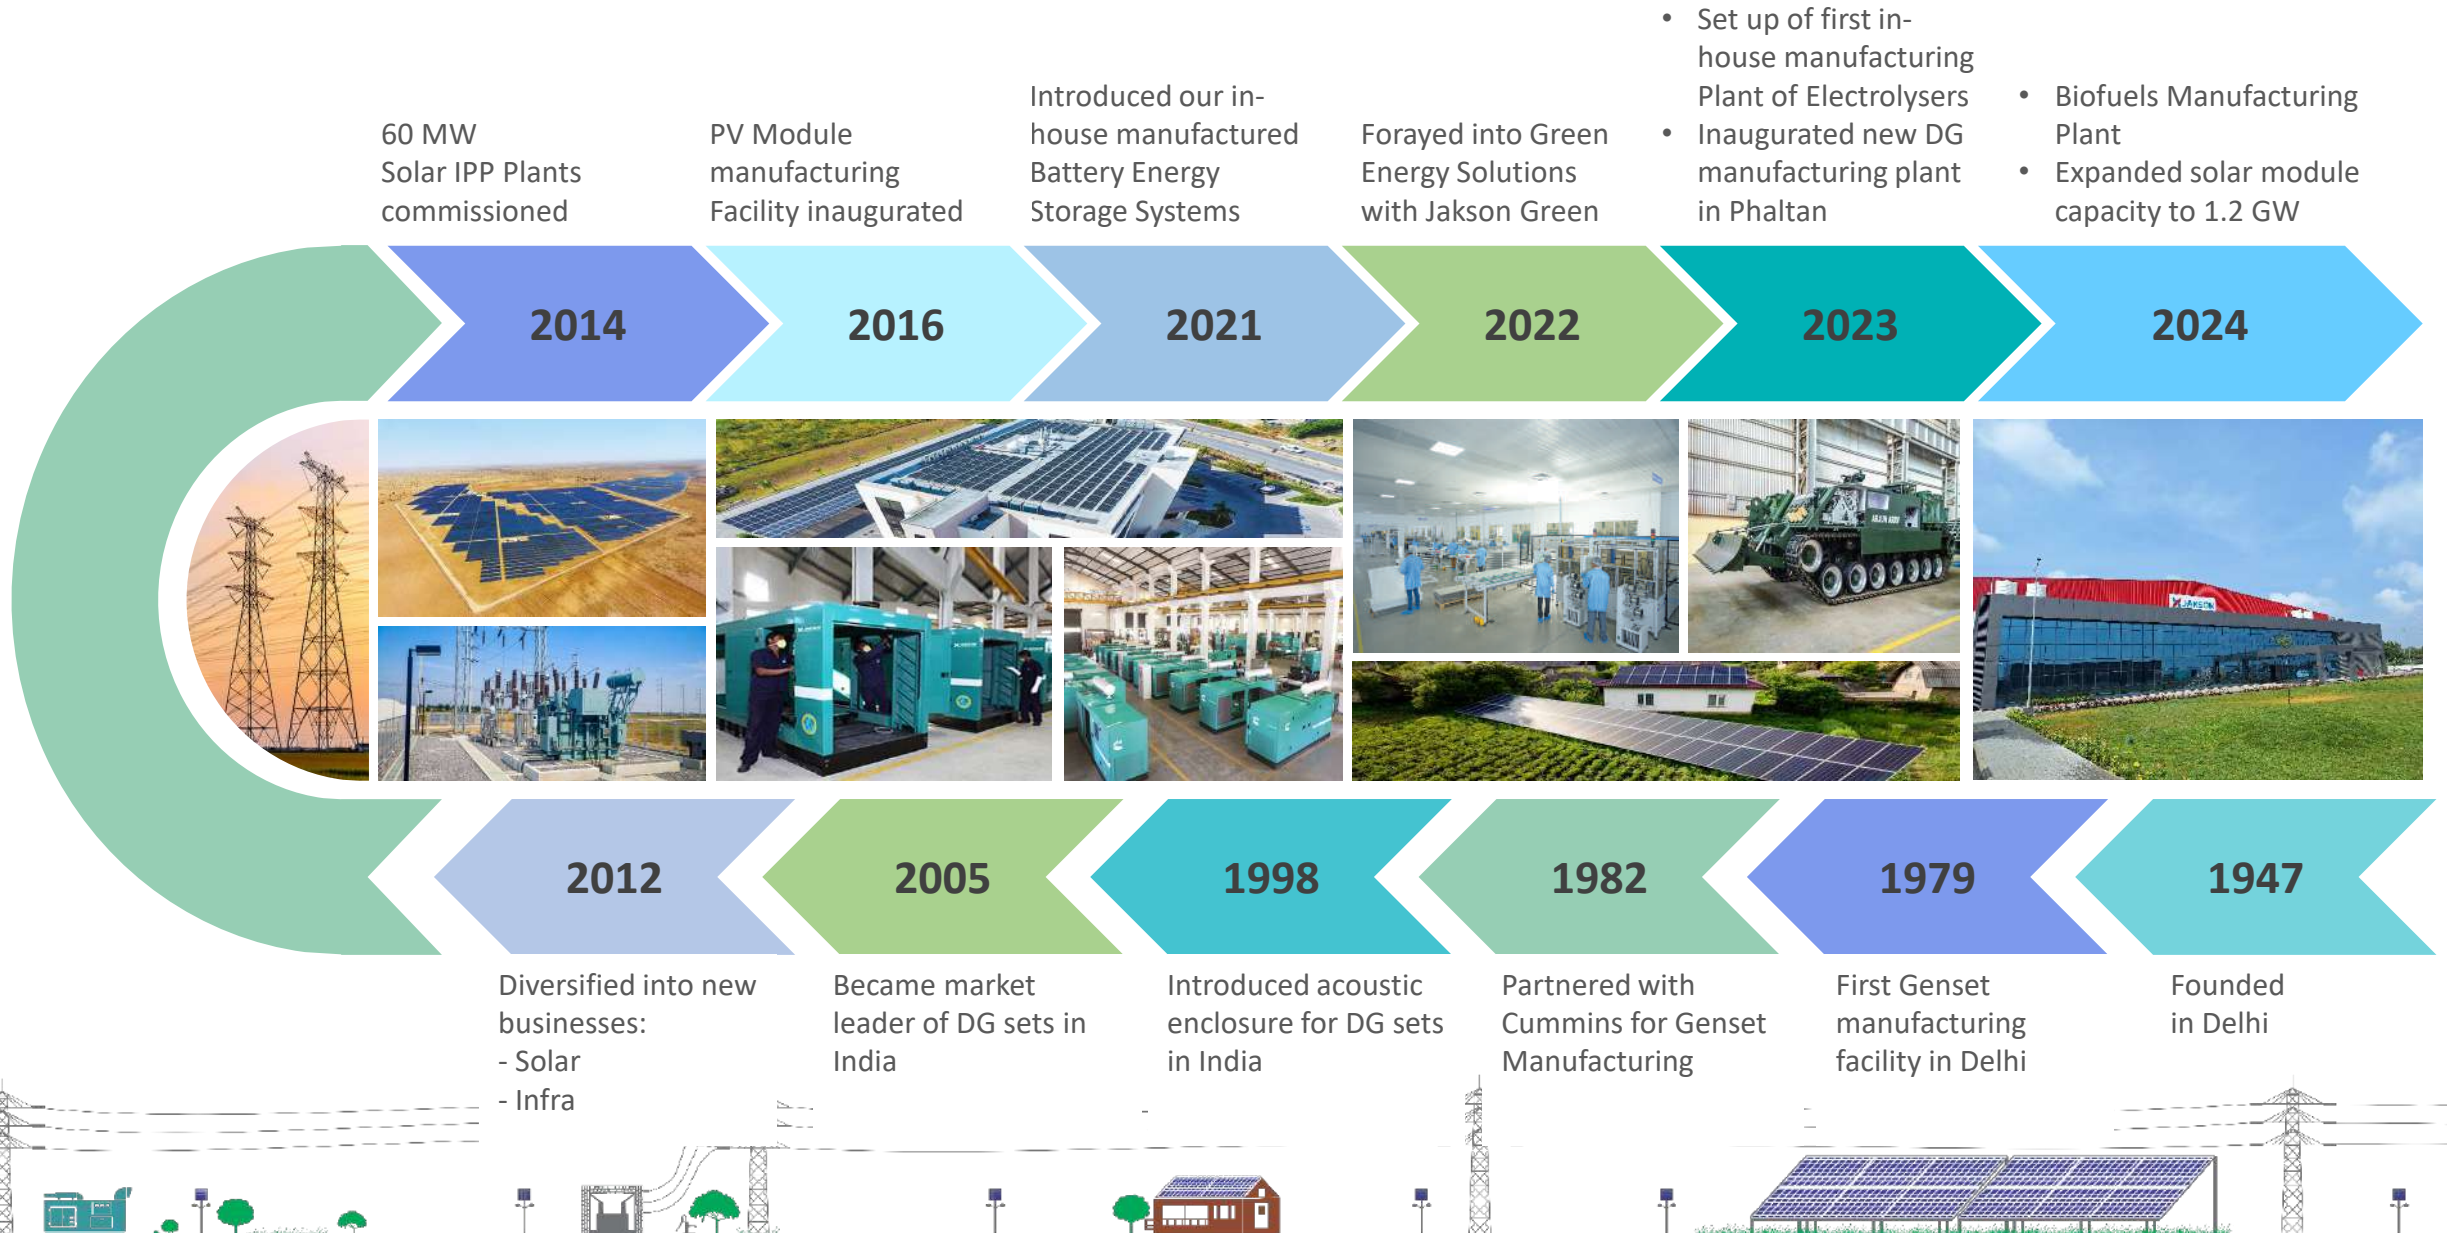 60 MW
Solar IPP Plants
commissioned
PV Module
manufacturing
Facility inaugurated
Introduced our in-
house manufactured
Battery Energy
Storage Systems
Forayed into Green
Energy Solutions
with Jakson Green
• Set up of first in-
house manufacturing
Plant of Electrolysers
• Inaugurated new DG
manufacturing plant
in Phaltan
• Biofuels Manufacturing
Plant
• Expanded solar module
capacity to 1.2 GW
2014
2016
2021
2022
2023
2024
JAKSON
2012
2005
1998
1982
1979
1947
Diversified into new
businesses:
- Solar
- Infra
Became market
leader of DG sets in
India
Introduced acoustic
enclosure for DG sets
in India
Partnered with
Cummins for Genset
Manufacturing
First Genset
manufacturing
facility in Delhi
Founded
in Delhi